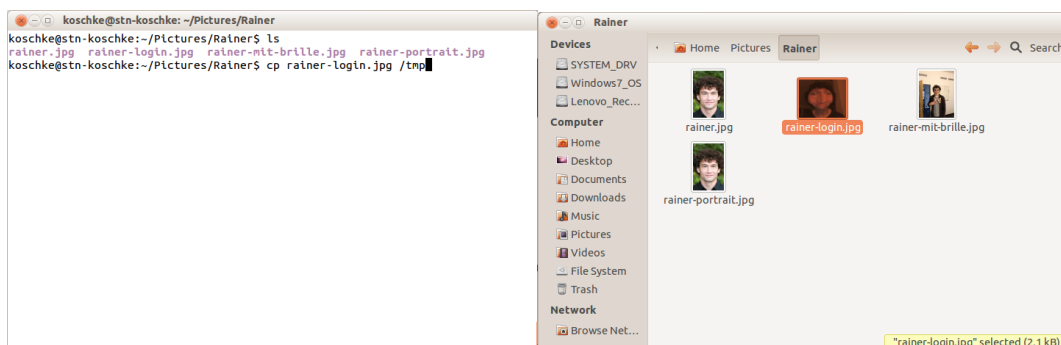 koschke@stn-koschke: ~/Pictures/Rainer
koschke@stn-koschke:~/Pictures/Rainer$ ls
rainer.jpg rainer-login.jpg rainer-mit-brille.jpg rainer-portrait.jpg
koschke@stn-koschke:~/Pictures/Rainer$ cp rainer-login.jpg /tmp
Rainer
Devices
SYSTEM_DRV
Windows7_OS
Lenovo_Rec...
Computer
Home
Desktop
Documents
Downloads
Music
Pictures
Videos
File System
Trash
Network
Browse Net...
Home Pictures Rainer Search
rainer.jpg rainer-login.jpg rainer-mit-brille.jpg
rainer-portrait.jpg
"rainer-login.jpg" selected (2.1 kB)